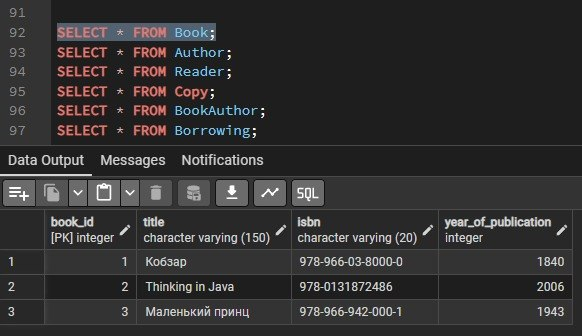 91
92 SELECT * FROM Book;
93 SELECT * FROM Author;
94 SELECT * FROM Reader;
95 SELECT * FROM Copy;
96 SELECT * FROM BookAuthor;
97 SELECT * FROM Borrowing;
Data Output Messages Notifications
SQL
book_id title isbn year_of_publication
[PK] integer character varying (150) character varying (20) integer
1 1 Кобзар 978-966-03-8000-0 1840
2 2 Thinking in Java 978-0131872486 2006
3 3 Маленький принц 978-966-942-000-1 1943